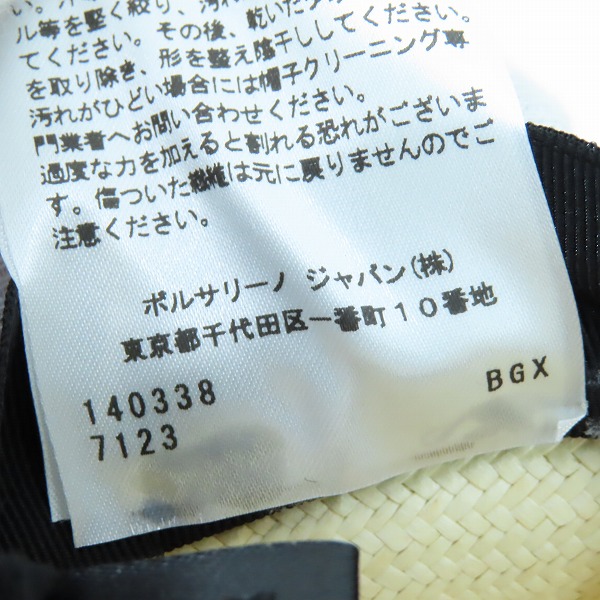 ル等を堅く絞り、汚れ
てください。その後、乾いたタオ
を取り除き、形を整え陰干ししてください。
汚れがひどい場合には帽子クリーニング専
門業者へお問い合わせください。
過度な力を加えると割れる恐れがございま
す。傷ついた繊維は元に戻りませんのでご
注意ください。
ボルサリーノ ジャパン(株)
東京都千代田区一番町10番地
140338
BGX
7123